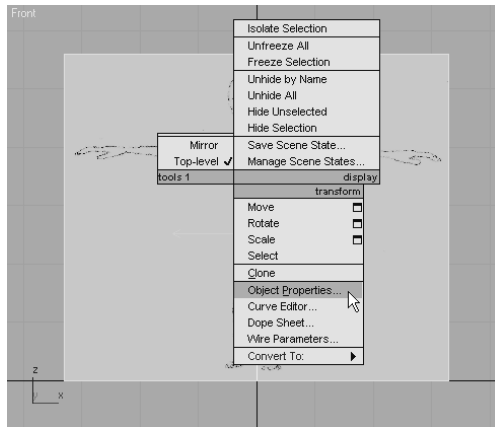 Front
Isolate Selection
Unfreeze All
Freeze Selection
Unhide by Name
Unhide All
Hide Unselected
Hide Selection
Mirror
Save Scene State...
Top-level
Manage Scene States...
tools 1
display
transform
Move
Rotate
Scale
Select
Clone
Object Properties...
Curve Editor...
Dope Sheet...
Wire Parameters...
Convert To:
z
y x